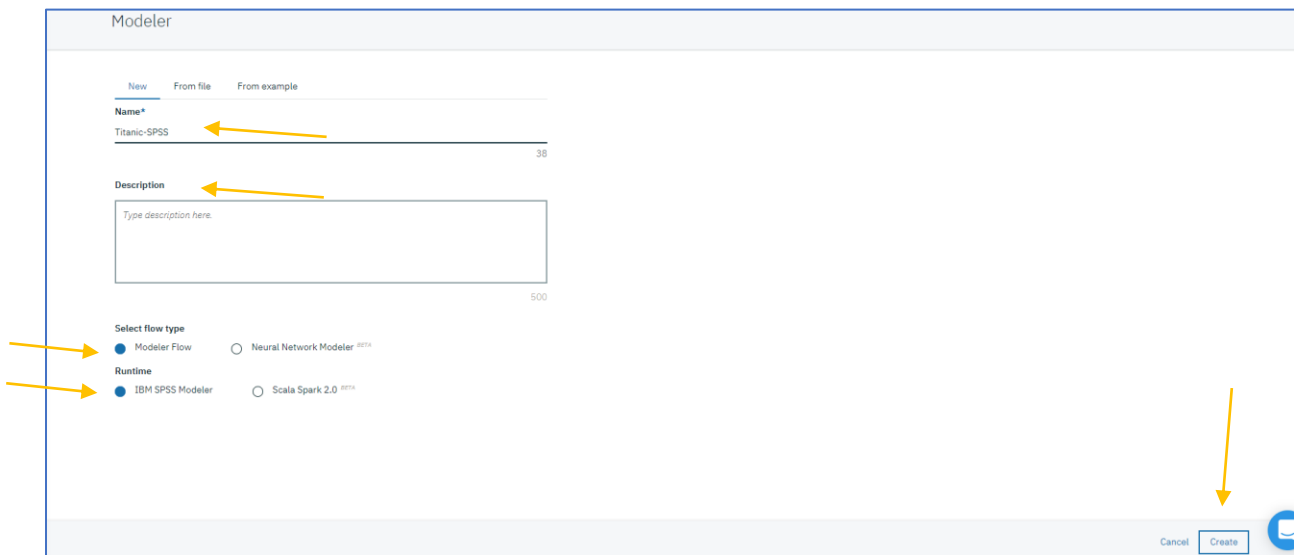 Modeler
New From file From example
Name*
Titanic-SPSS
38
Description
Type description here.
500
Select flow type
Modeler Flow Neural Network Modeler BETA
Runtime
IBM SPSS Modeler Scala Spark 2.0 BETA
Cancel Create